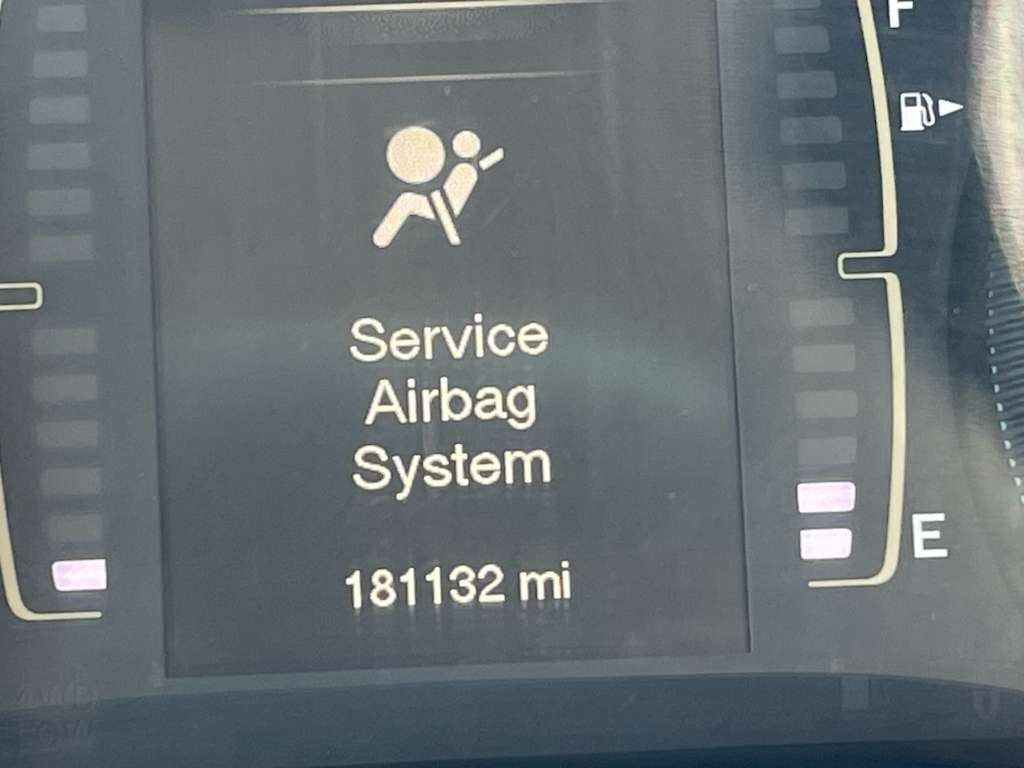 F
Service
Airbag
System
E
181132 mi